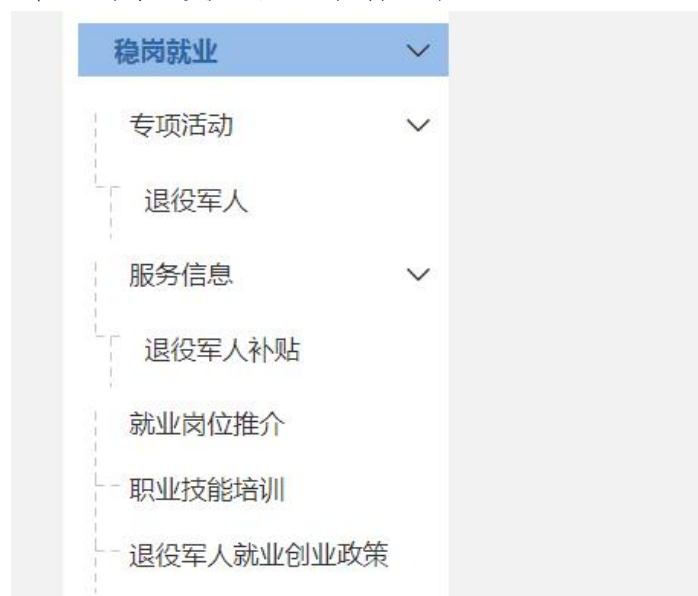 稳岗就业
专项活动
退役军人
服务信息
退役军人补贴
就业岗位推介
职业技能培训
退役军人就业创业政策